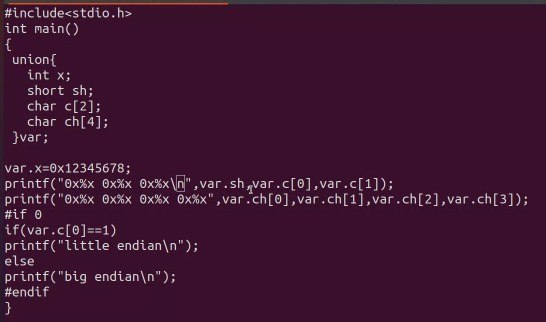 #include<stdio.h>
int main()
{
union{
int x;
short sh;
char c[2];
char ch[4];
}var;
var.x=0x12345678;
printf("0x%x 0x%x 0x%x\n",var.sh,var.c[0],var.c[1]);
printf("0x%x 0x%x 0x%x 0x%x",var.ch[0],var.ch[1],var.ch[2],var.ch[3]);
#if 0
if(var.c[0]==1)
printf("little endian\n");
else
printf("big endian\n");
#endif
}